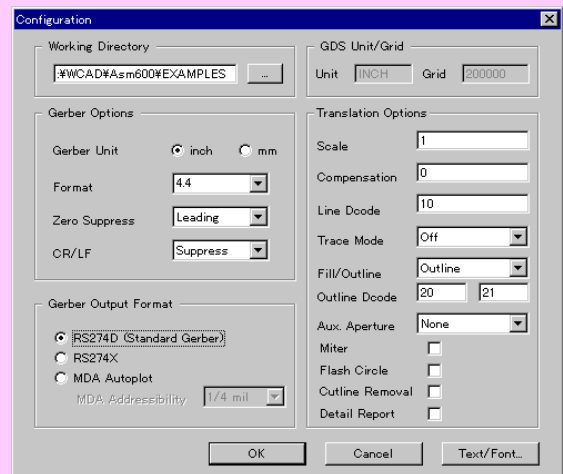 Configuration
Working Directory
:¥WCAD¥Asm600¥EXAMPLES
...
GDS Unit/Grid
Unit INCH Grid 200000
Gerber Options
Gerber Unit inch mm
Format 4.4
Zero Suppress Leading
CR/LF Suppress
Gerber Output Format
RS274D (Standard Gerber)
RS274X
MDA Autoplot
MDA Addressibility 1/4 mil
Translation Options
Scale 1
Compensation 0
Line Dcode 10
Trace Mode Off
Fill/Outline Outline
Outline Dcode 20 21
Aux. Aperture None
Miter
Flash Circle
Cutline Removal
Detail Report
OK Cancel Text/Font...